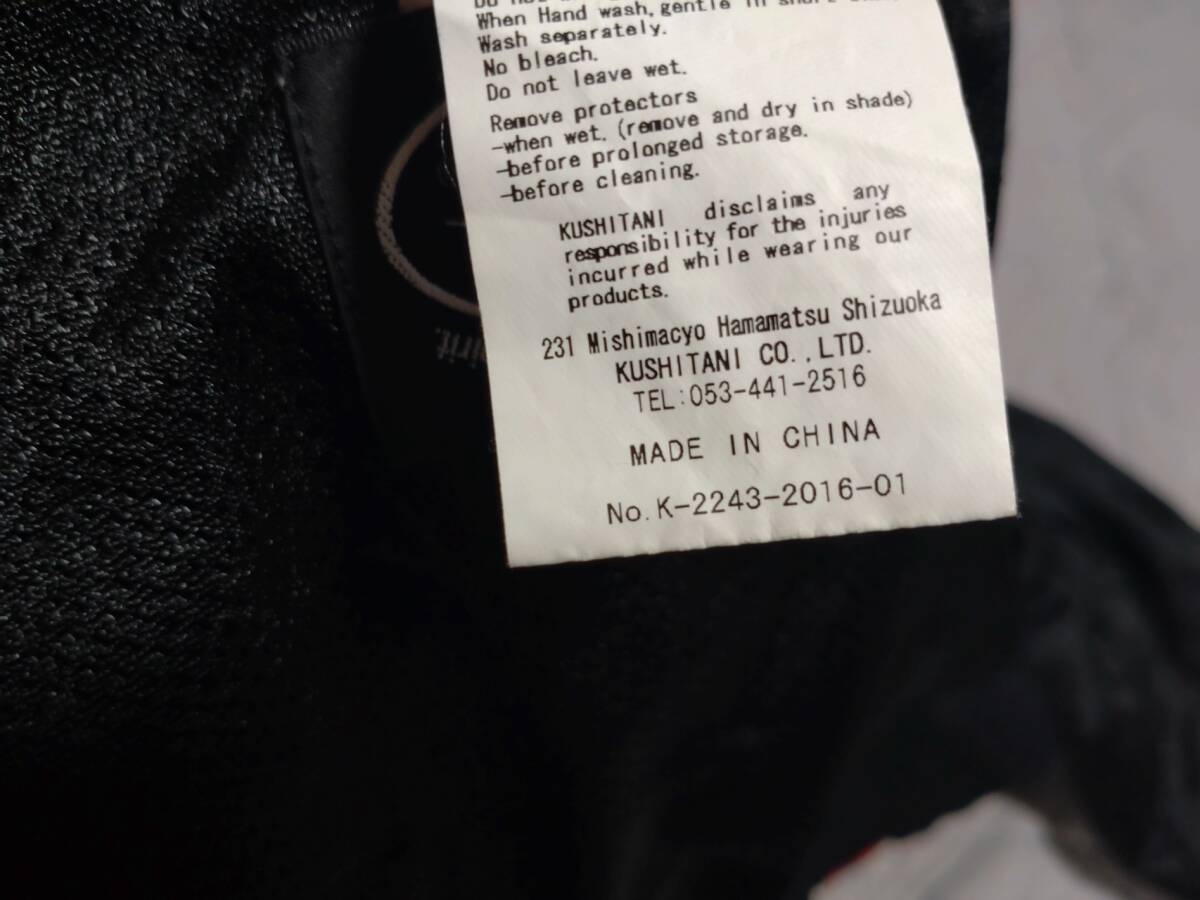 When Hand wash, gentle in
Wash separately.
No bleach.
Do not leave wet.
Remove protectors
-when wet. (remove and dry in shade)
-before prolonged storage.
-before cleaning.
KUSHITANI disclaims any
responsibility for the injuries
incurred while wearing our
products.
231 Mishimacyo Hamamatsu Shizuoka
KUSHITANI CO.,LTD.
TEL:053-441-2516
MADE IN CHINA
No.K-2243-2016-01